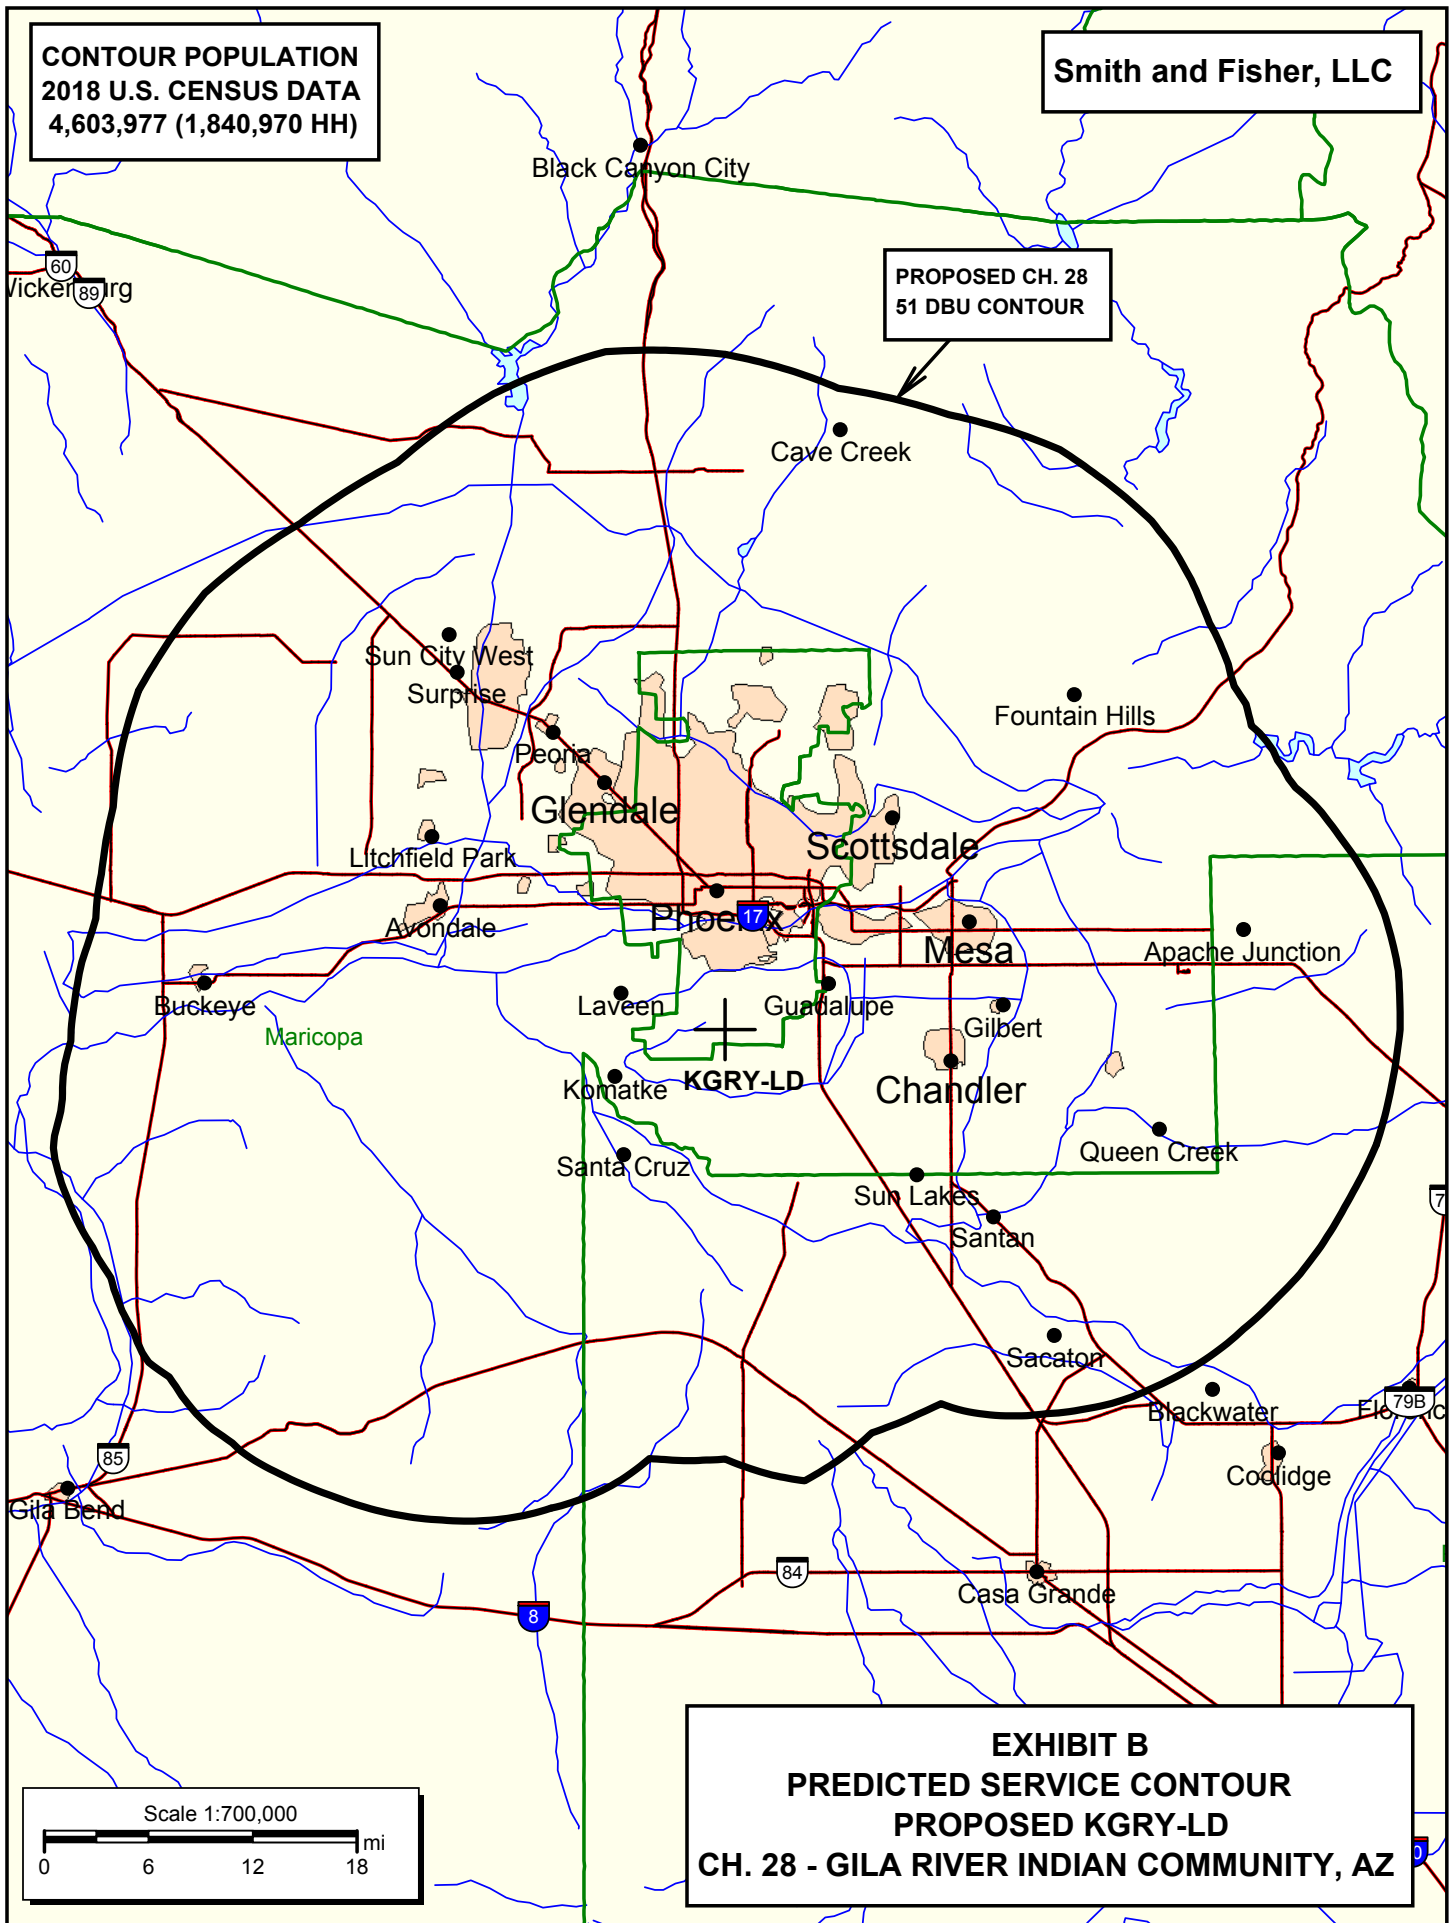 CONTOUR POPULATION
2018 U.S. CENSUS DATA
4,603,977 (1,840,970 HH)
Smith and Fisher, LLC
Black Canyon City
60
89
PROPOSED CH. 28
51 DBU CONTOUR
Cave Creek
Sun City West
Surprise
Fountain Hills
Peoria
Glendale
Scottsdale
Litchfield Park
Phoenix
17
Avondale
Mesa
Apache Junction
Buckeye
Laveen
Guadalupe
Gilbert
Maricopa
Komatke
KGRY-LD
Chandler
Santa Cruz
Queen Creek
Sun Lakes
Santan
7
Sacaton
Blackwater
79B
85
Coolidge
Gila Bend
84
Casa Grande
8
EXHIBIT B
PREDICTED SERVICE CONTOUR
PROPOSED KGRY-LD
CH. 28 - GILA RIVER INDIAN COMMUNITY, AZ
0
Scale 1:700,000
mi
0 6 12 18